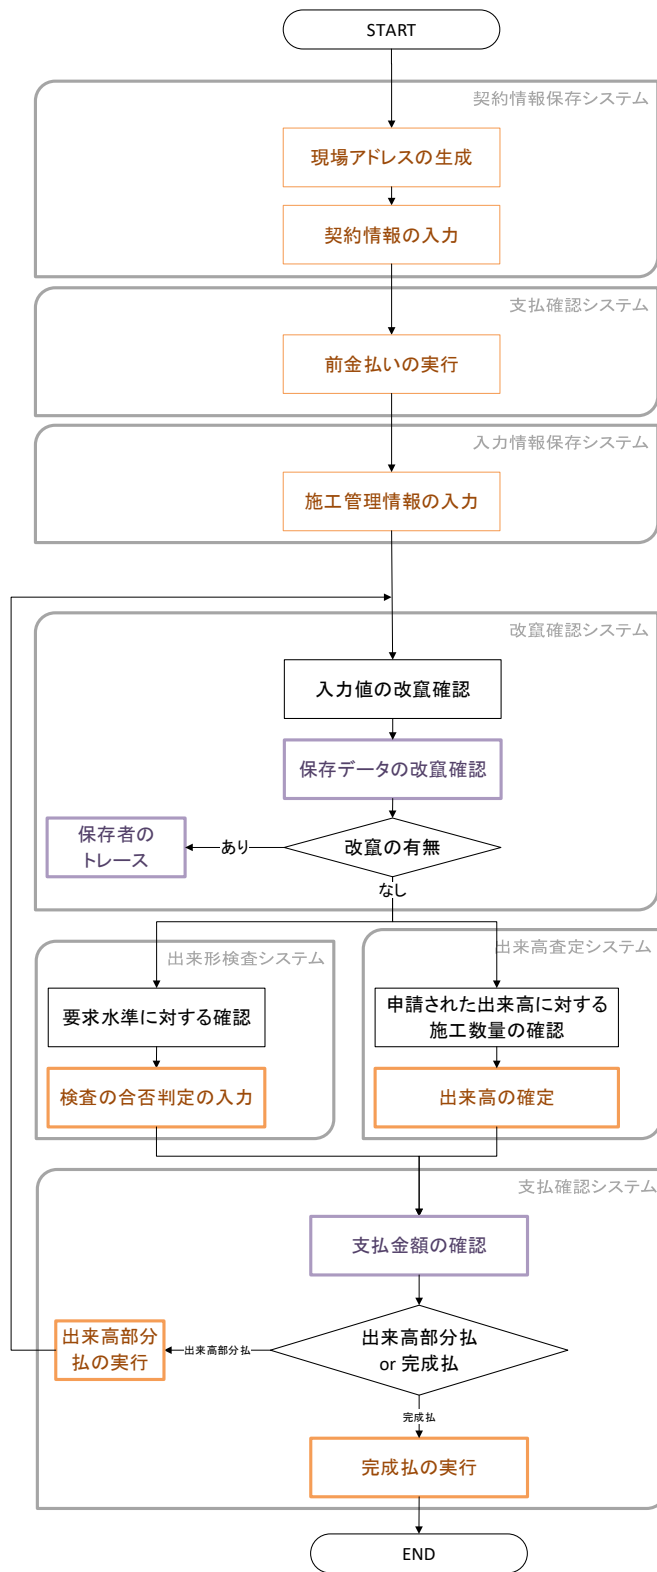 START
契約情報保存システム
現場アドレスの生成
契約情報の入力
支払確認システム
前金払いの実行
入力情報保存システム
施工管理情報の入力
改竄確認システム
入力値の改竄確認
保存データの改竄確認
保存者の
トレース
あり
改竄の有無
なし
出来形検査システム
要求水準に対する確認
検査の合否判定の入力
出来高査定システム
申請された出来高に対する
施工数量の確認
出来高の確定
支払確認システム
支払金額の確認
出来高部分
払の実行
出来高部分払
出来高部分払
or 完成払
完成払
完成払の実行
END